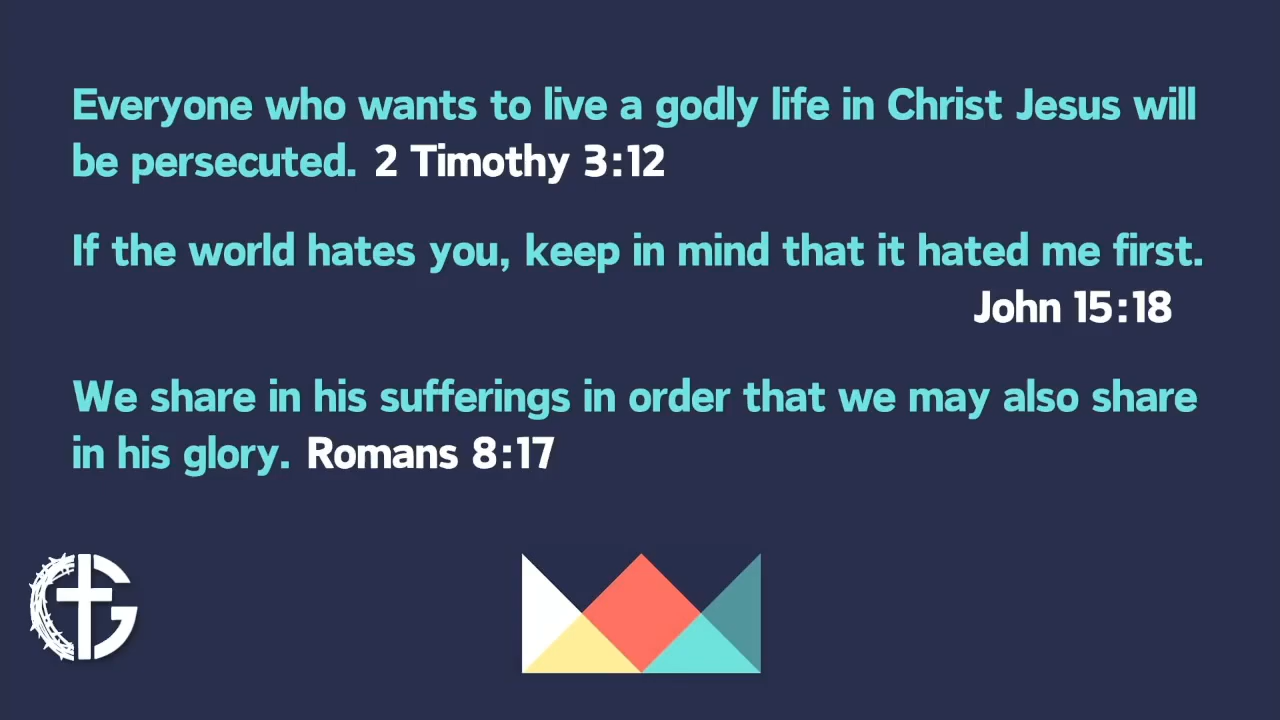 Everyone who wants to live a godly life in Christ Jesus will
be persecuted. 2 Timothy 3:12
If the world hates you, keep in mind that it hated me first.
John 15:18
We share in his sufferings in order that we may also share
in his glory. Romans 8:17